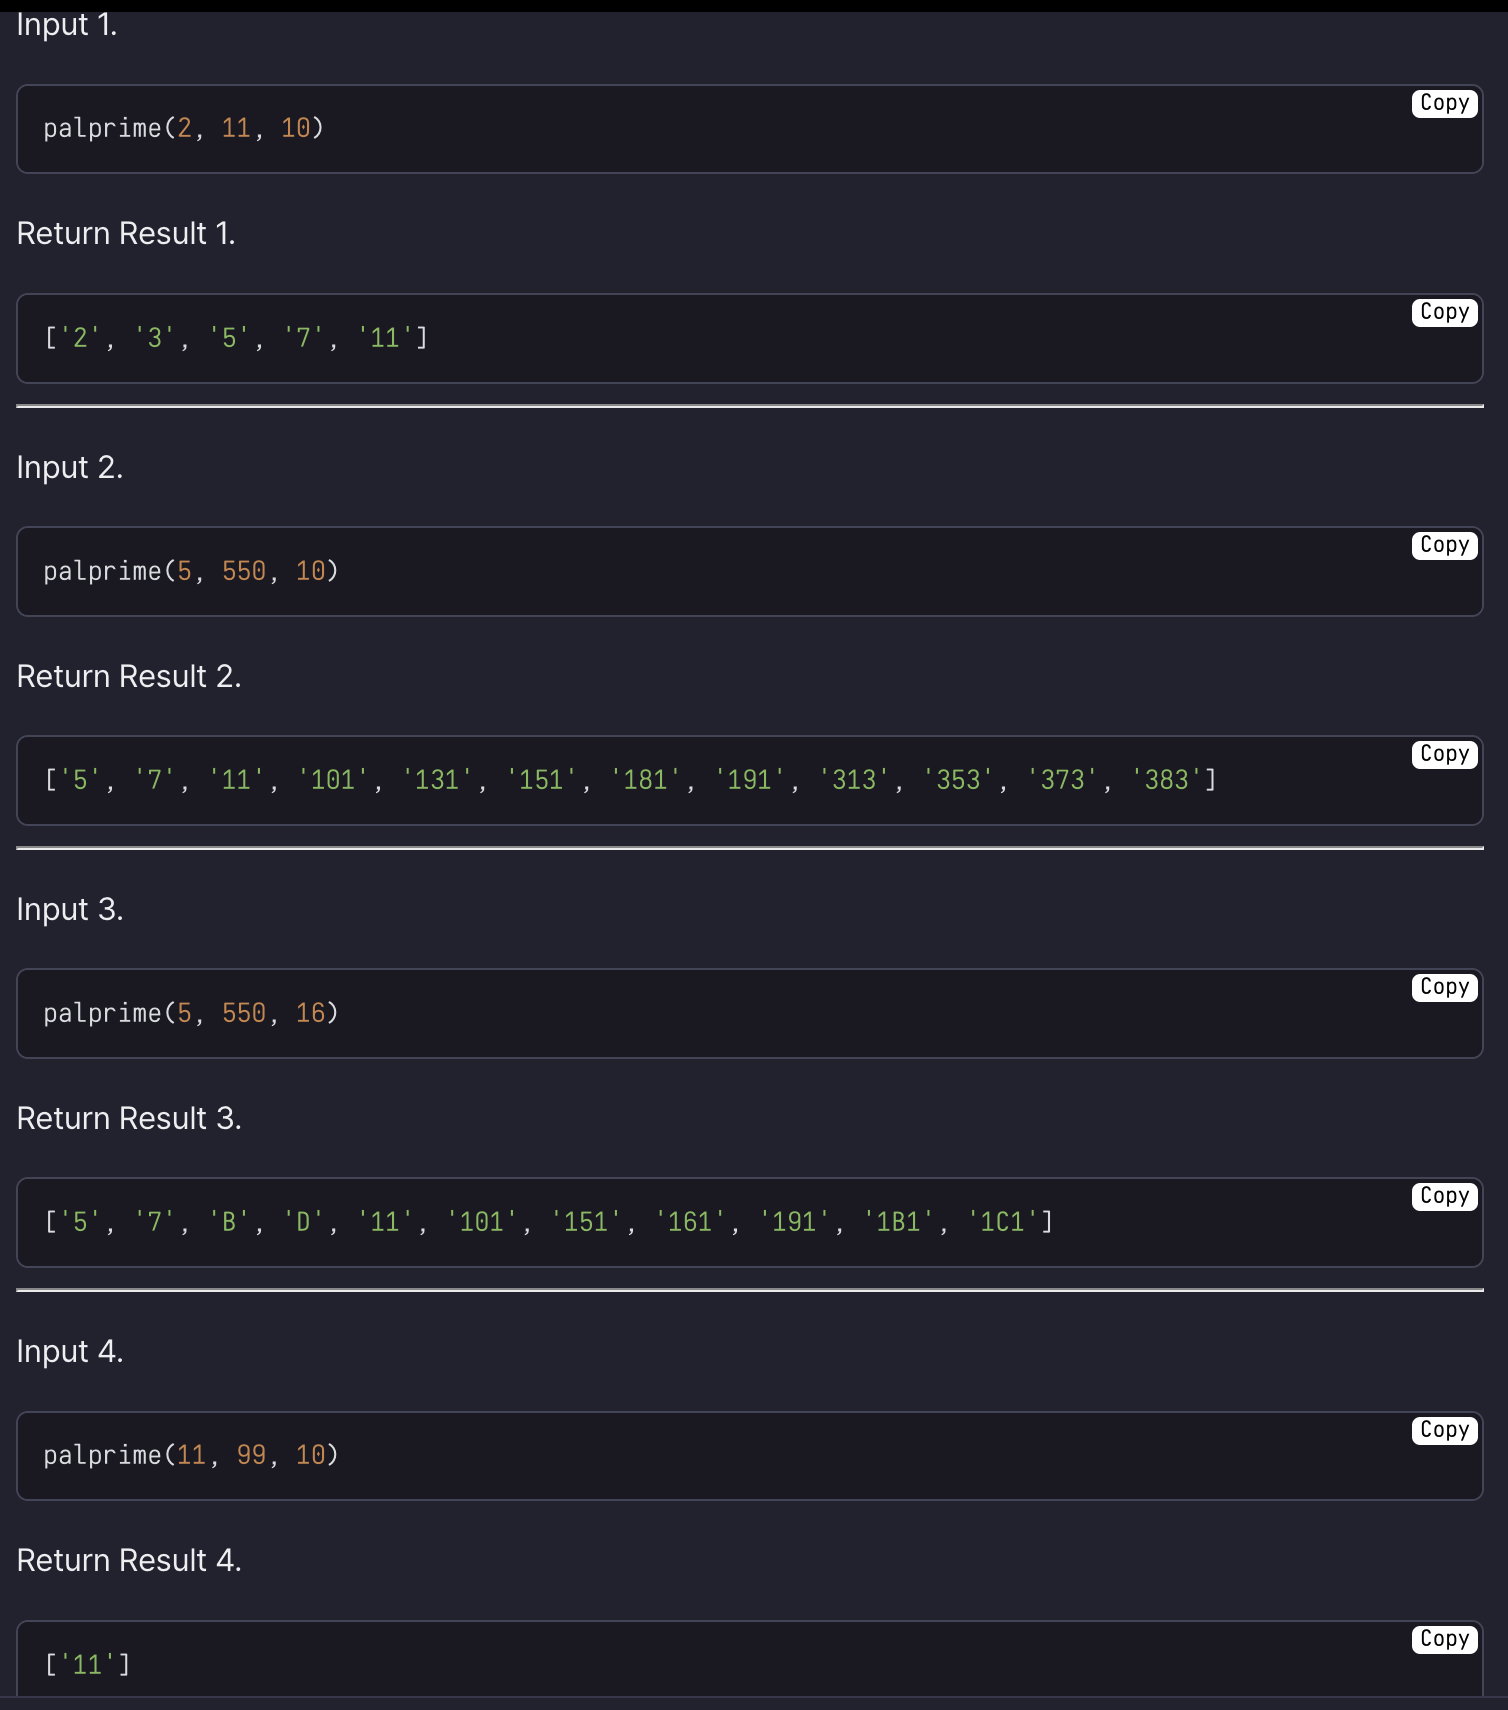 Input 1.
Copy
palprime(2, 11, 10)
Return Result 1.
Copy
['2', '3', '5', '7', '11']
Input 2.
Copy
palprime(5, 550, 10)
Return Result 2.
Copy
['5', '7', '11', '101', '131', '151', '181', '191', '313', '353', '373', '383']
Input 3.
Copy
palprime(5, 550, 16)
Return Result 3.
Copy
['5', '7', 'B', 'D', '11', '101', '151', '161', '191', '1B1', '1C1']
Input 4.
Copy
palprime(11, 99, 10)
Return Result 4.
Copy
['11']